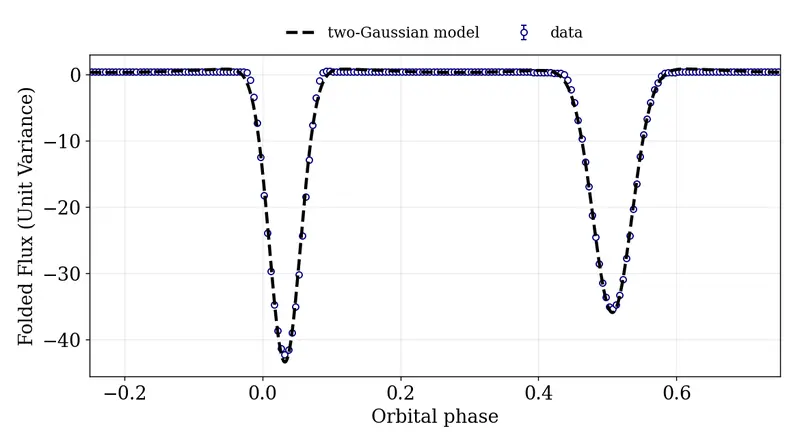 two-Gaussian model
data
Folded Flux (Unit Variance)
0
−10
−20
−30
−40
−0.2
0.0
0.2
0.4
0.6
Orbital phase